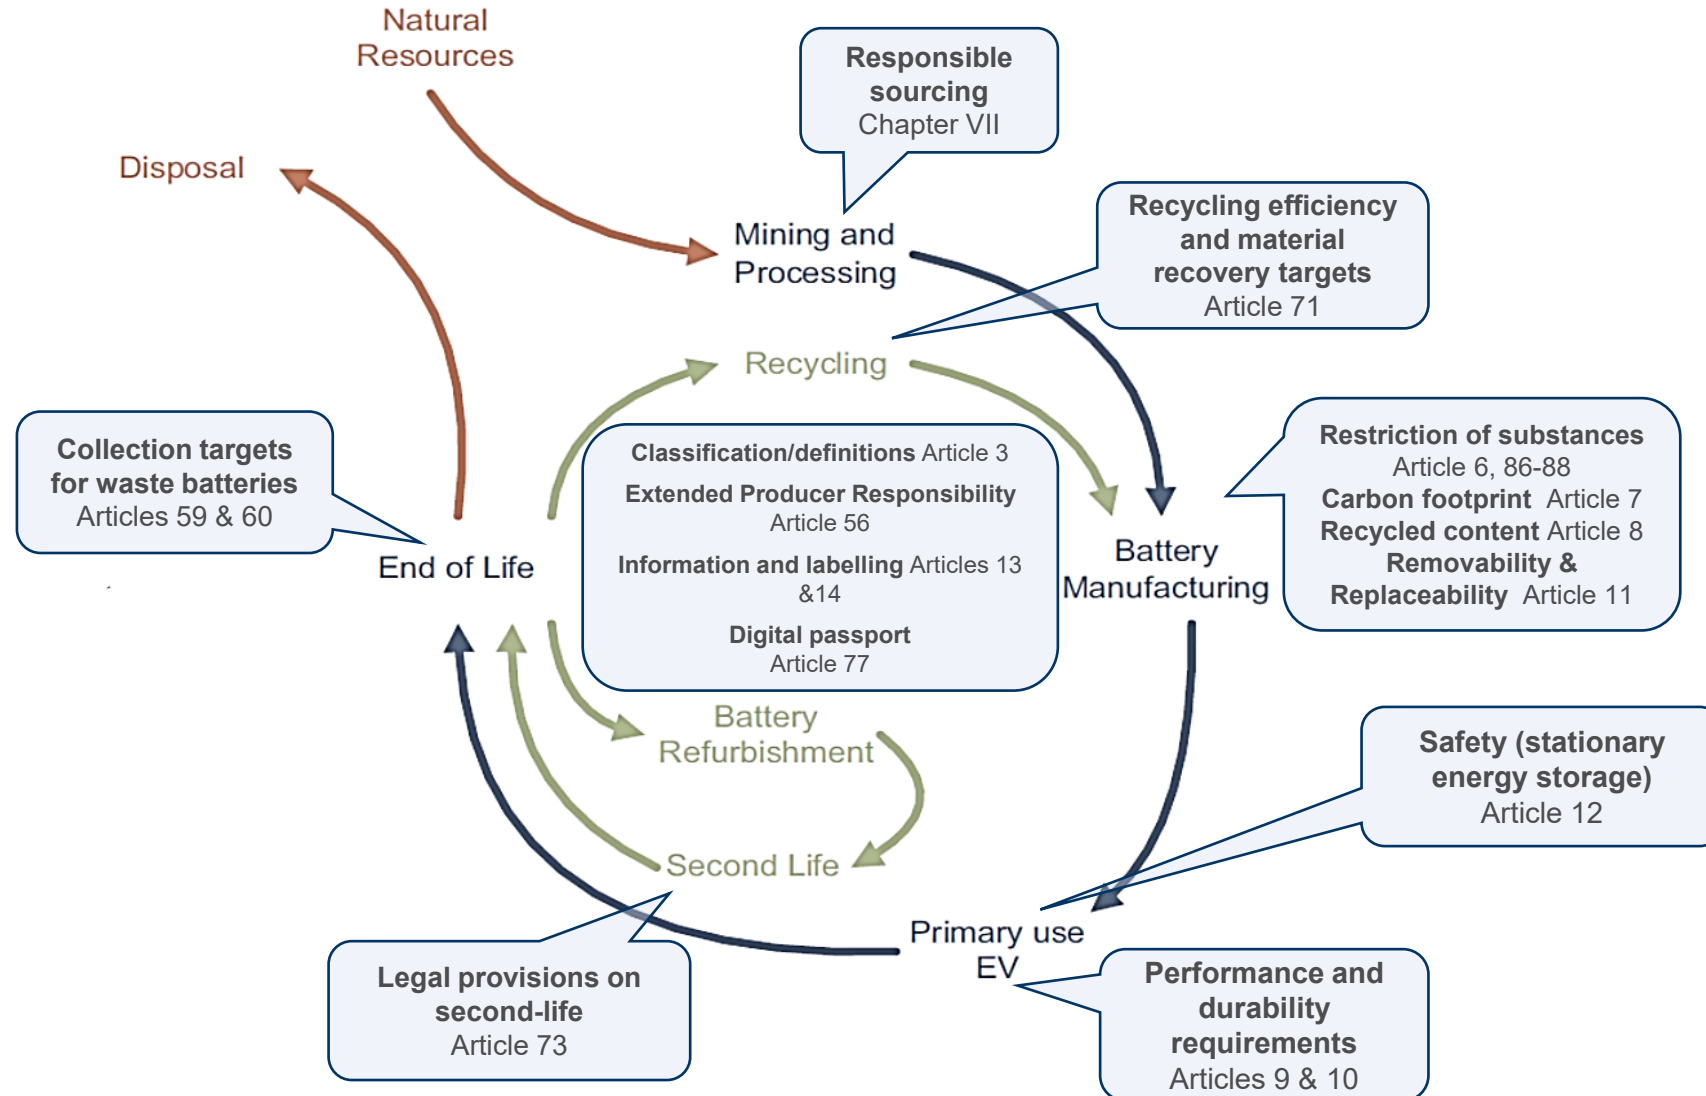 Natural
Resources
Responsible
sourcing
Chapter VII
Disposal
Recycling efficiency
and material
recovery targets
Article 71
Mining and
Processing
Recycling
Collection targets
for waste batteries
Articles 59 & 60
Classification/definitions Article 3
Extended Producer Responsibility
Article 56
Information and labelling Articles 13
&14
Digital passport
Article 77
Restriction of substances
Article 6, 86-88
Carbon footprint Article 7
Recycled content Article 8
Removability &
Replaceability Article 11
End of Life
Battery
Manufacturing
Battery
Refurbishment
Safety (stationary
energy storage)
Article 12
Second Life
Primary use
EV
Legal provisions on
second-life
Article 73
Performance and
durability
requirements
Articles 9 & 10